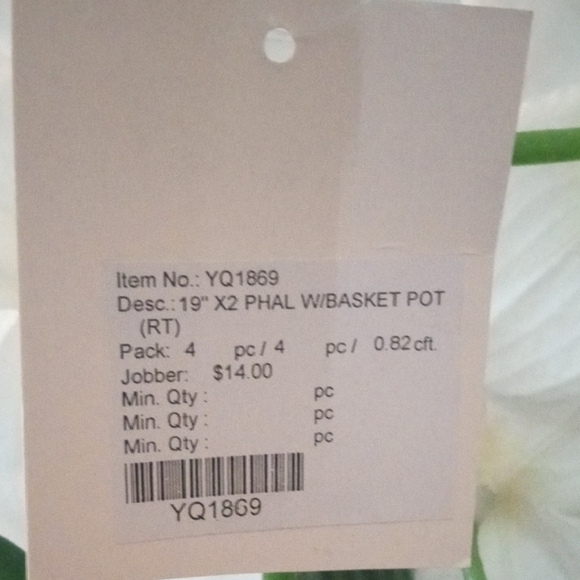 Item No.: YQ1869
Desc.: 19" X2 PHAL W/BASKET POT
(RT)
Pack: 4 pc / 4 pc / 0.82 cft.
Jobber: $14.00
Min. Qty : pc
Min. Qty : pc
Min. Qty : pc
YQ1869